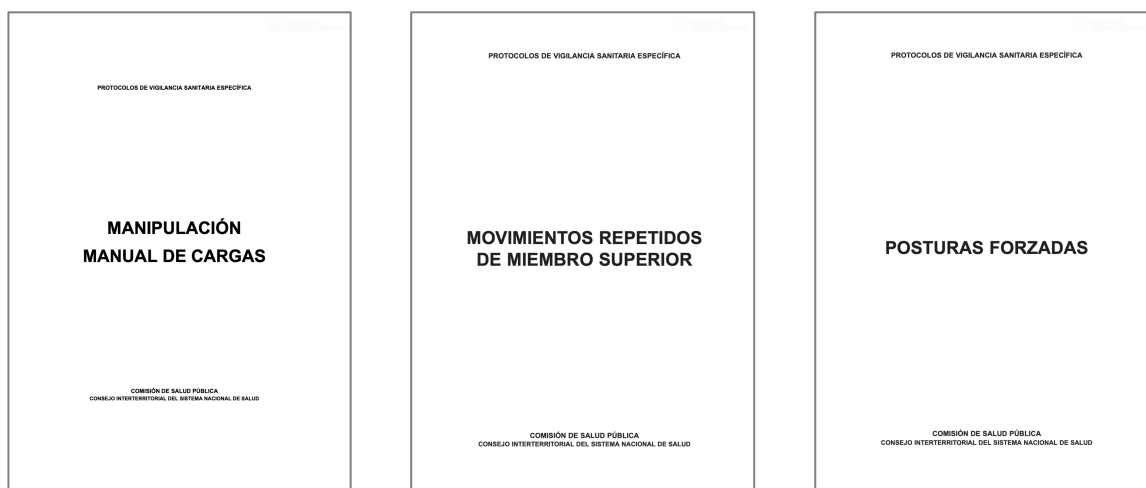 PROTOCOLOS DE VIGILANCIA SANITARIA ESPECÍFICA
MANIPULACIÓN
MANUAL DE CARGAS
COMISIÓN DE SALUD PÚBLICA
CONSEJO INTERTERRITORIAL DEL SISTEMA NACIONAL DE SALUD
PROTOCOLOS DE VIGILANCIA SANITARIA ESPECÍFICA
MOVIMIENTOS REPETIDOS
DE MIEMBRO SUPERIOR
COMISIÓN DE SALUD PÚBLICA
CONSEJO INTERTERRITORIAL DEL SISTEMA NACIONAL DE SALUD
PROTOCOLOS DE VIGILANCIA SANITARIA ESPECÍFICA
POSTURAS FORZADAS
COMISIÓN DE SALUD PÚBLICA
CONSEJO INTERTERRITORIAL DEL SISTEMA NACIONAL DE SALUD